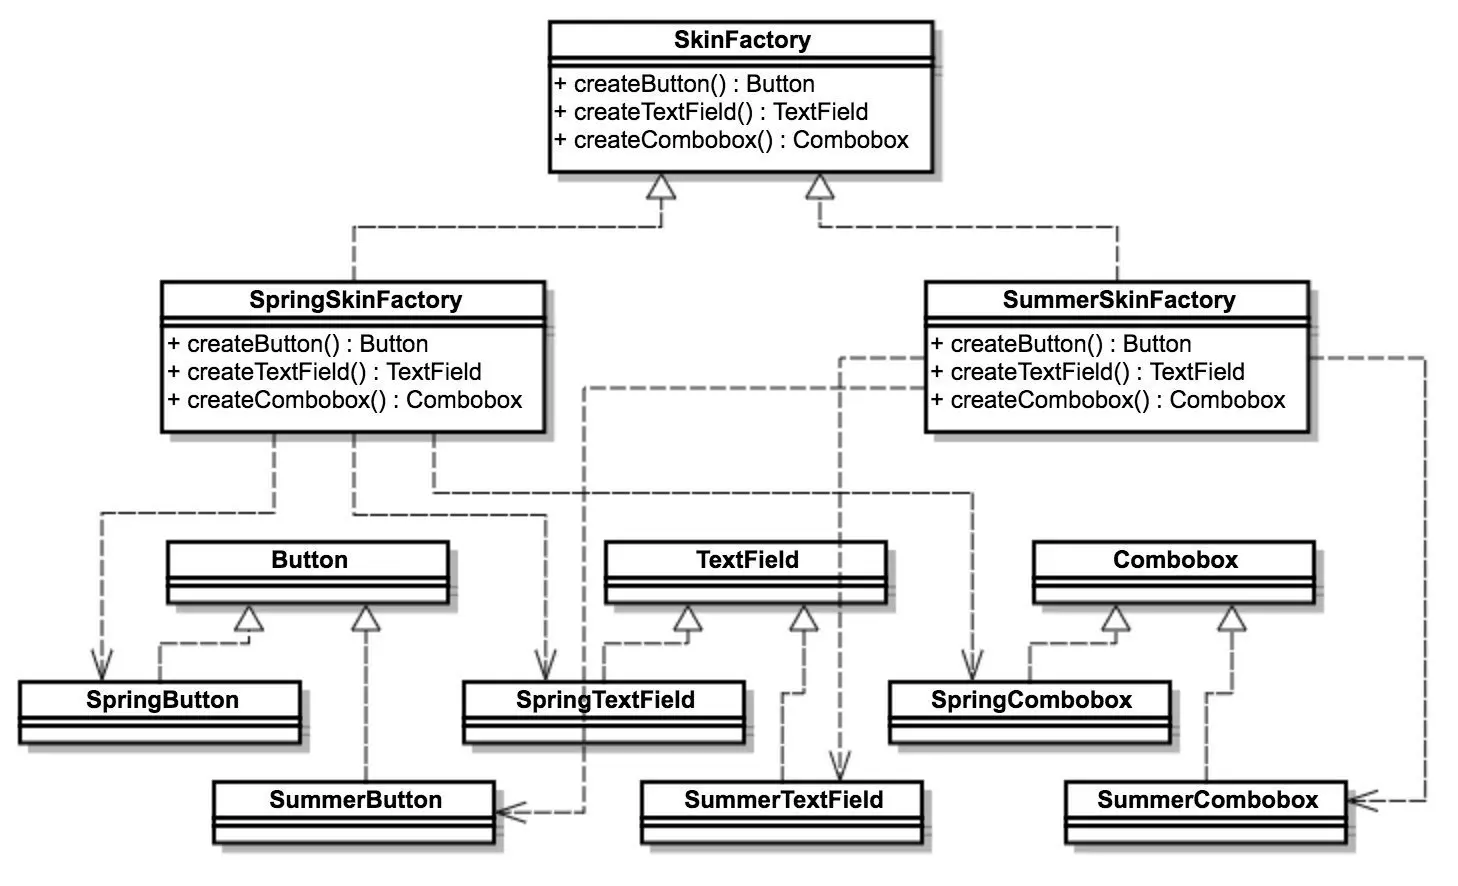 SkinFactory
+ createButton() : Button
+ createTextField() : TextField
+ createCombobox() : Combobox
SpringSkinFactory
+ createButton() : Button
+ createTextField() : TextField
+ createCombobox() : Combobox
SummerSkinFactory
+ createButton() : Button
+ createTextField() : TextField
+ createCombobox() : Combobox
Button
TextField
Combobox
SpringButton
SpringTextField
SpringCombobox
SummerButton
SummerTextField
SummerCombobox